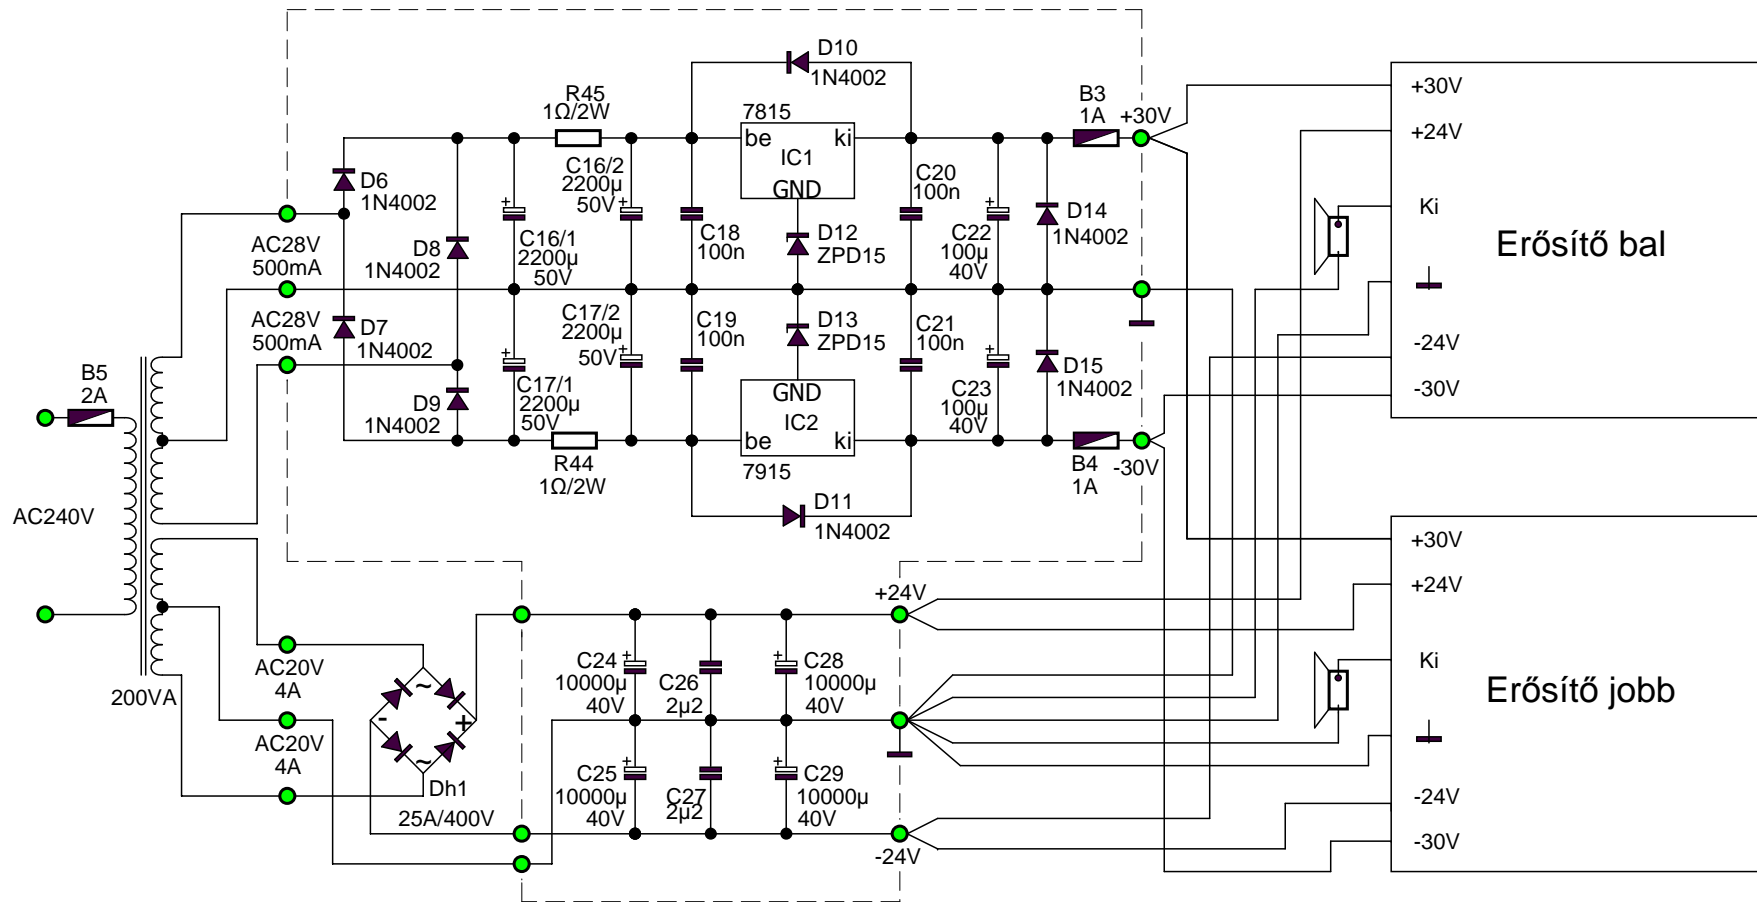 D10
1N4002
R45
1Ω/2W
7815
be
ki
IC1
GND
B3
1A
+30V
D6
1N4002
C16/2
2200µ
50V
+
+
C20
100n
+
AC28V
500mA
D8
1N4002
C16/1
2200µ
50V
C18
100n
D12
ZPD15
C22
100µ
40V
D14
1N4002
AC28V
500mA
D7
1N4002
C17/2
2200µ
50V
+
+
C19
100n
D13
ZPD15
C21
100n
+
D15
1N4002
B5
2A
D9
1N4002
C17/1
2200µ
50V
GND
be
ki
IC2
7915
C23
100µ
40V
R44
1Ω/2W
B4
1A
-30V
D11
1N4002
AC240V
200VA
AC20V
4A
AC20V
4A
~
-
+
~
Dh1
25A/400V
+24V
C24
10000µ
40V
+
C26
2µ2
+
C28
10000µ
40V
C25
10000µ
40V
+
C27
2µ2
+
C29
10000µ
40V
-24V
+30V
+24V
Ki
Erősítő bal
-24V
-30V
+30V
+24V
Ki
Erősítő jobb
-24V
-30V